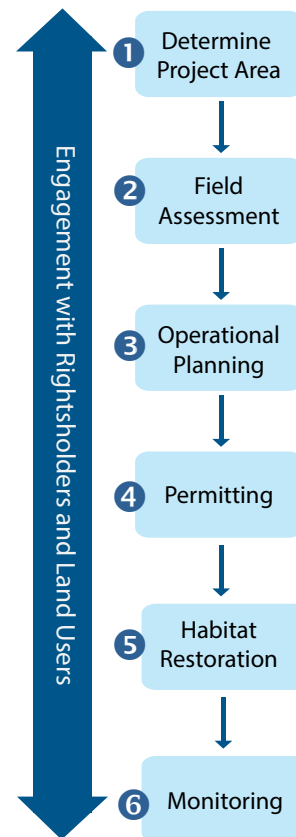 Engagement with Rightsholders and Land Users
1
Determine
Project Area
2
Field
Assessment
3
Operational
Planning
4
Permitting
5
Habitat
Restoration
6
Monitoring